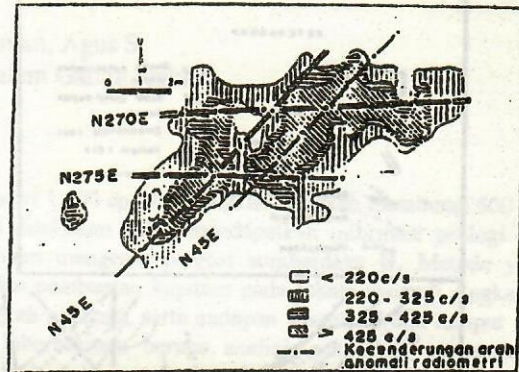 N270E
N275E
N45E
N45E
< 220c/s
220 - 325 c/s
325 - 425 c/s
> 425 c/s
Kecenderungan arah
anomali radiometri